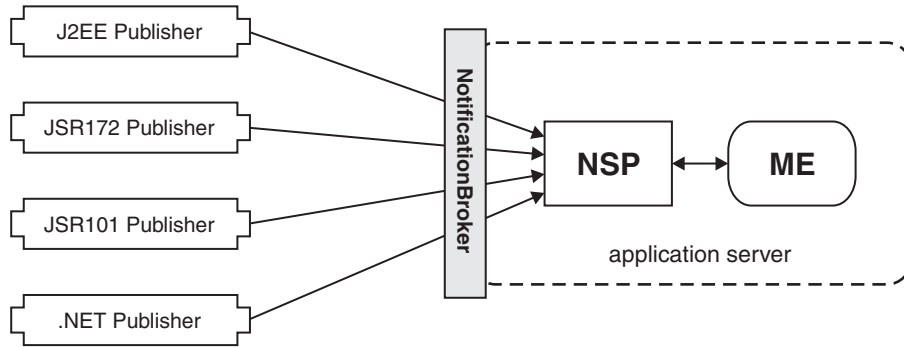 J2EE Publisher
JSR172 Publisher
JSR101 Publisher
.NET Publisher
NotificationBroker
NSP
ME
application server